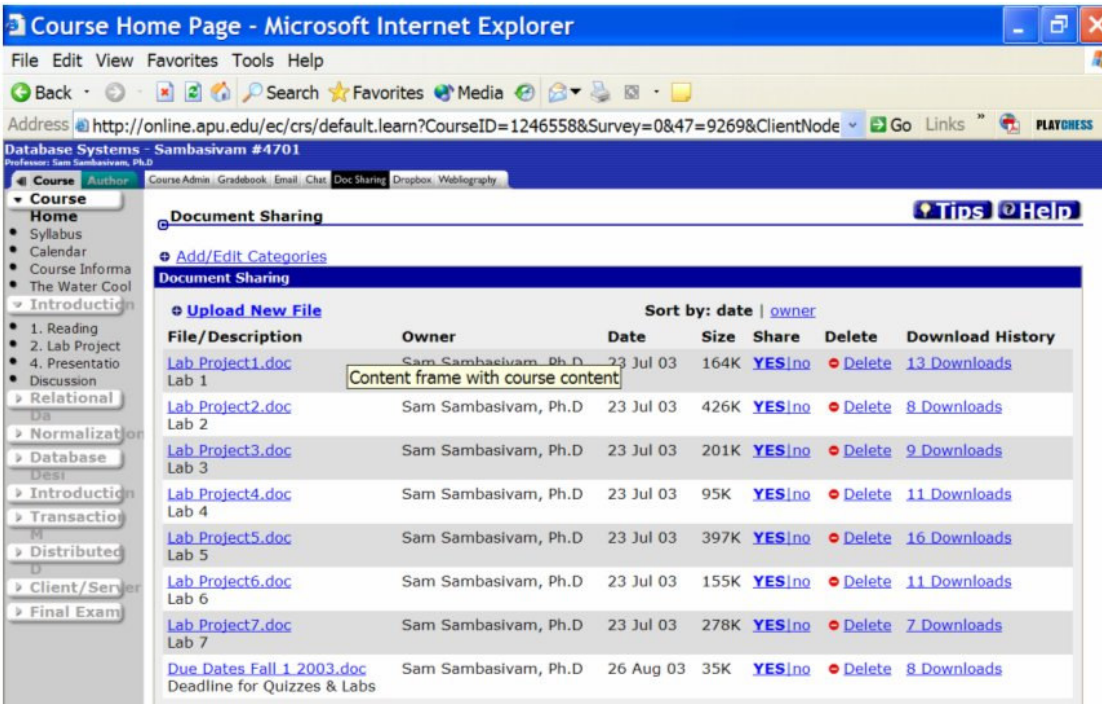 Course Home Page - Microsoft Internet Explorer
File Edit View Favorites Tools Help
Back Search Favorites Media
Address http://online.apu.edu/ec/crs/default.learn?CourseID=1246558&Survey=0&47=9269&ClientNode Go Links » PLAYCHESS
Database Systems - Sambasivam #4701
Professor: Sam Sambasivam, Ph.D
Course Author Course Admin Gradebook Email Chat Doc Sharing Dropbox Webliography
Course
Home
Syllabus
Calendar
Course Informa
The Water Cool
Introduction
1. Reading
2. Lab Project
4. Presentatio
Discussion
Relational
Da
Normalization
Database
Desi
Introduction
Transaction
M
Distributed
D
Client/Server
Final Exam
Document Sharing Tips Help
Add/Edit Categories
Document Sharing
Upload New File Sort by: date | owner
File/Description Owner Date Size Share Delete Download History
Lab Project1.doc Sam Sambasivam, Ph.D 23 Jul 03 164K YES|no Delete 13 Downloads
Lab 1
Content frame with course content
Lab Project2.doc Sam Sambasivam, Ph.D 23 Jul 03 426K YES|no Delete 8 Downloads
Lab 2
Lab Project3.doc Sam Sambasivam, Ph.D 23 Jul 03 201K YES|no Delete 9 Downloads
Lab 3
Lab Project4.doc Sam Sambasivam, Ph.D 23 Jul 03 95K YES|no Delete 11 Downloads
Lab 4
Lab Project5.doc Sam Sambasivam, Ph.D 23 Jul 03 397K YES|no Delete 16 Downloads
Lab 5
Lab Project6.doc Sam Sambasivam, Ph.D 23 Jul 03 155K YES|no Delete 11 Downloads
Lab 6
Lab Project7.doc Sam Sambasivam, Ph.D 23 Jul 03 278K YES|no Delete 7 Downloads
Lab 7
Due Dates Fall 1 2003.doc Sam Sambasivam, Ph.D 26 Aug 03 35K YES|no Delete 8 Downloads
Deadline for Quizzes & Labs